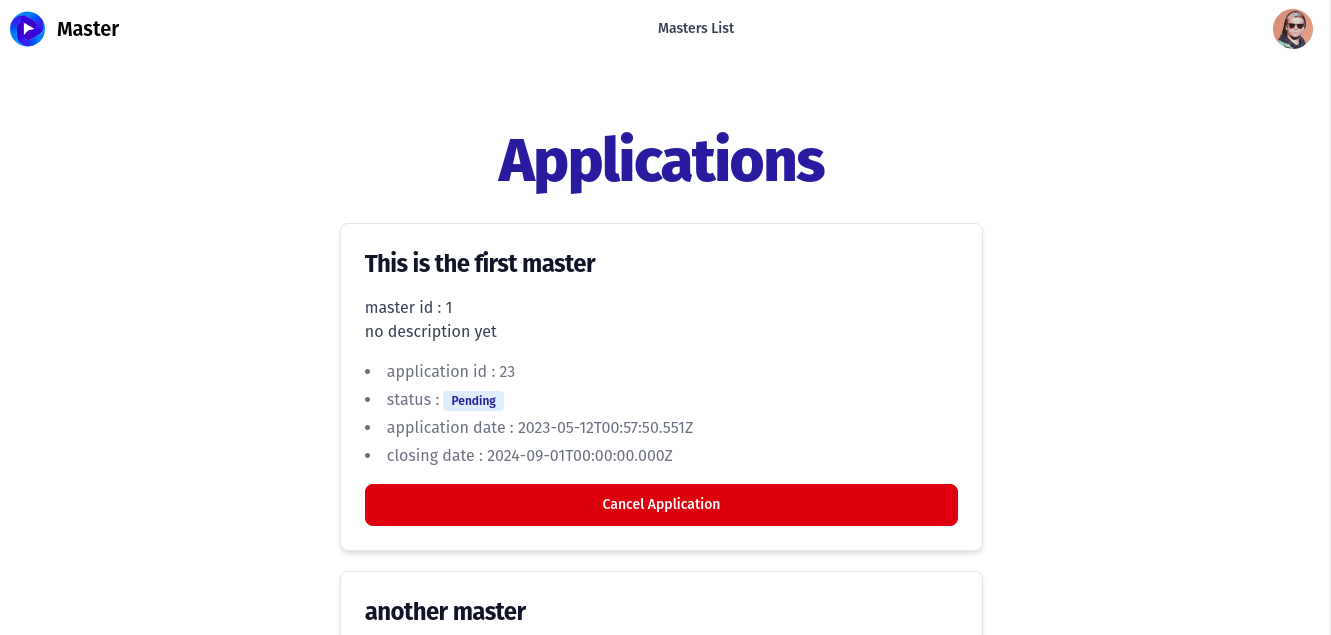 Master
Masters List
Applications
This is the first master
master id : 1
no description yet
application id : 23
status : Pending
application date : 2023-05-12T00:57:50.551Z
closing date : 2024-09-01T00:00:00.000Z
Cancel Application
another master